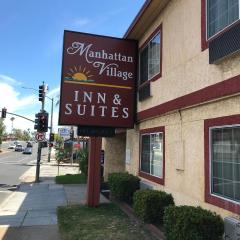 Manhattan
Village
INN &
SUITES